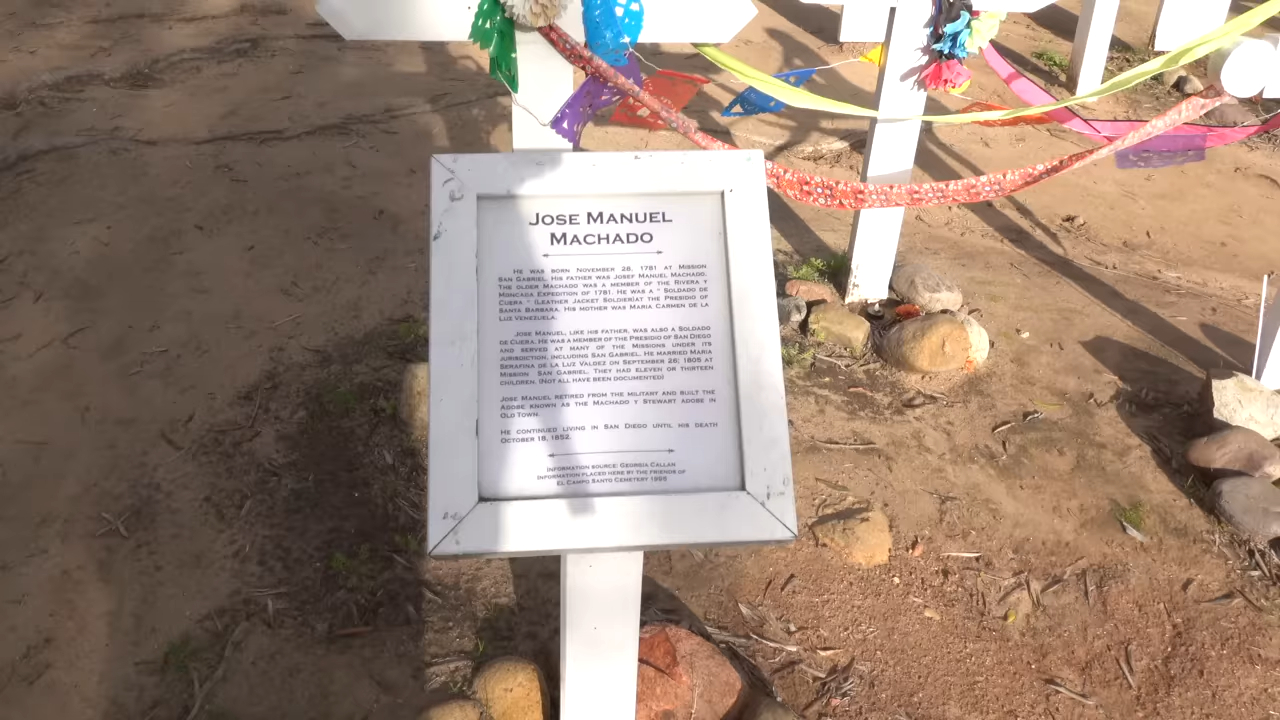 JOSE MANUEL
MACHADO
HE WAS BORN NOVEMBER 28, 1781 AT MISSION
SAN GABRIEL. HIS FATHER WAS JOSEF MANUEL MACHADO.
THE OLDER MACHADO WAS A MEMBER OF THE RIVERA Y
MONCADA EXPEDITION OF 1781. HE WAS A " SOLDADO DE
CUERA " (LEATHER JACKET SOLDIER)AT THE PRESIDIO OF
SANTA BARBARA. HIS MOTHER WAS MARIA CARMEN DE LA
LUZ VENEZUELA.
JOSE MANUEL, LIKE HIS FATHER, WAS ALSO A SOLDADO
DE CUERA. HE WAS A MEMBER OF THE PRESIDIO OF SAN DIEGO
AND SERVED AT MANY OF THE MISSIONS UNDER ITS
JURISDICTION, INCLUDING SAN GABRIEL. HE MARRIED MARIA
SERAFINA DE LA LUZ VALDEZ ON SEPTEMBER 26, 1805 AT
MISSION SAN GABRIEL. THEY HAD ELEVEN OR THIRTEEN
CHILDREN. (NOT ALL HAVE BEEN DOCUMENTED)
JOSE MANUEL RETIRED FROM THE MILITARY AND BUILT THE
ADOBE KNOWN AS THE MACHADO Y STEWART ADOBE IN
OLD TOWN.
HE CONTINUED LIVING IN SAN DIEGO UNTIL HIS DEATH
OCTOBER 18, 1852.
INFORMATION SOURCE: GEORGIA CALLAN
INFORMATION PLACED HERE BY THE FRIENDS OF
EL CAMPO SANTO CEMETERY